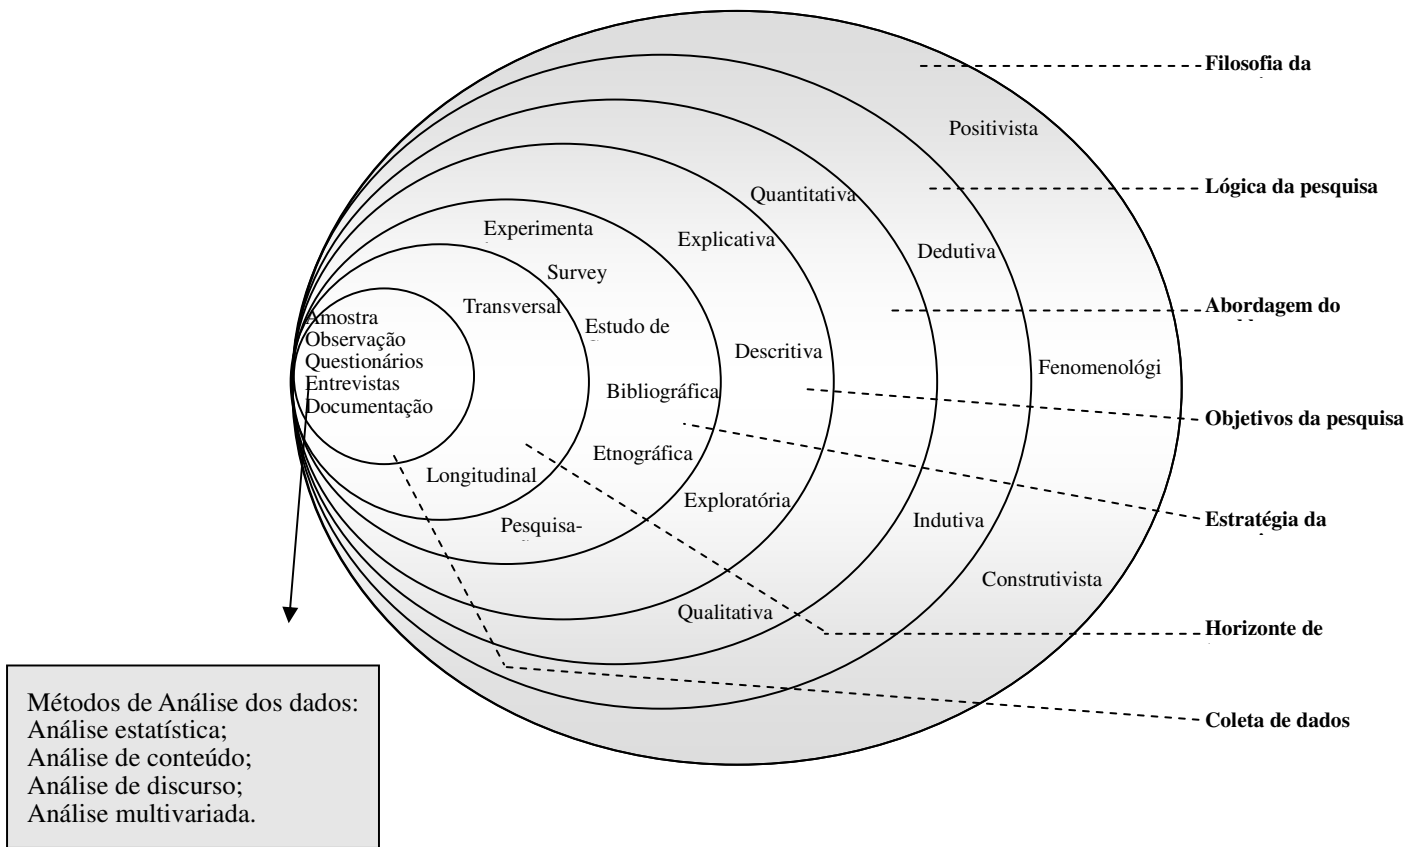 Filosofia da
Positivista
Lógica da pesquisa
Quantitativa
Experimenta
Explicativa
Dedutiva
Survey
Transversal
Abordagem do
Amostra
Observação
Questionários
Entrevistas
Documentação
Estudo de
Descritiva
Fenomenológi
Bibliográfica
Objetivos da pesquisa
Etnográfica
Longitudinal
Exploratória
Pesquisa-
Indutiva
Estratégia da
Construtivista
Qualitativa
Horizonte de
Coleta de dados
Métodos de Análise dos dados:
Análise estatística;
Análise de conteúdo;
Análise de discurso;
Análise multivariada.